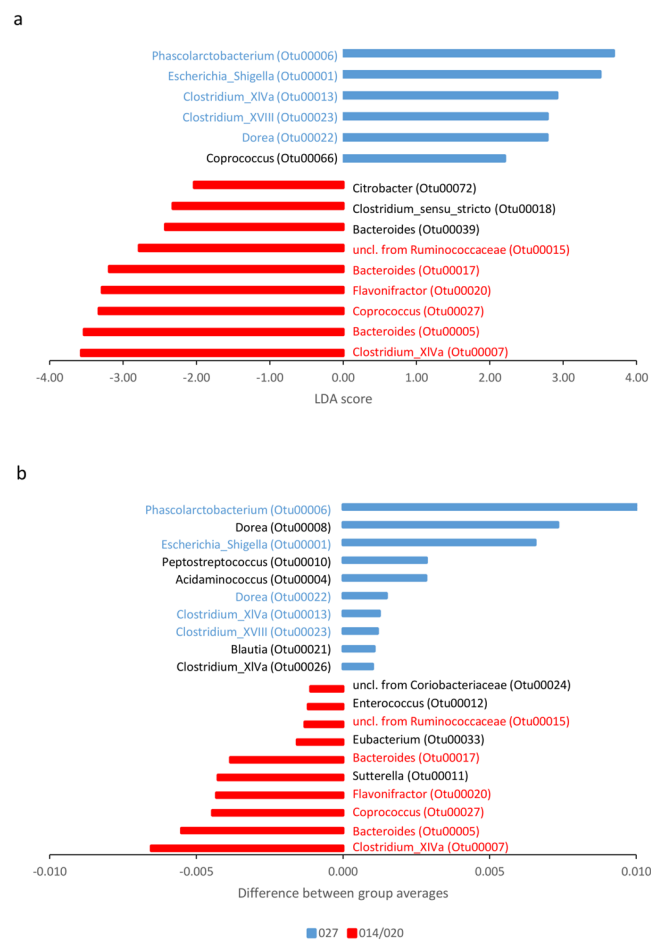 a
Phascolarctobacterium (Otu00006)
Escherichia_Shigella (Otu00001)
Clostridium_XlVa (Otu00013)
Clostridium_XVIII (Otu00023)
Dorea (Otu00022)
Coprococcus (Otu00066)
Citrobacter (Otu00072)
Clostridium_sensu_stricto (Otu00018)
Bacteroides (Otu00039)
uncl. from Ruminococcaceae (Otu00015)
Bacteroides (Otu00017)
Flavonifractor (Otu00020)
Coprococcus (Otu00027)
Bacteroides (Otu00005)
Clostridium_XlVa (Otu00007)
-4.00 -3.00 -2.00 -1.00 0.00 1.00 2.00 3.00 4.00
LDA score
b
Phascolarctobacterium (Otu00006)
Dorea (Otu00008)
Escherichia_Shigella (Otu00001)
Peptostreptococcus (Otu00010)
Acidaminococcus (Otu00004)
Dorea (Otu00022)
Clostridium_XlVa (Otu00013)
Clostridium_XVIII (Otu00023)
Blautia (Otu00021)
Clostridium_XlVa (Otu00026)
uncl. from Coriobacteriaceae (Otu00024)
Enterococcus (Otu00012)
uncl. from Ruminococcaceae (Otu00015)
Eubacterium (Otu00033)
Bacteroides (Otu00017)
Sutterella (Otu00011)
Flavonifractor (Otu00020)
Coprococcus (Otu00027)
Bacteroides (Otu00005)
Clostridium_XlVa (Otu00007)
-0.010 -0.005 0.000 0.005 0.010
Difference between group averages
027 014/020